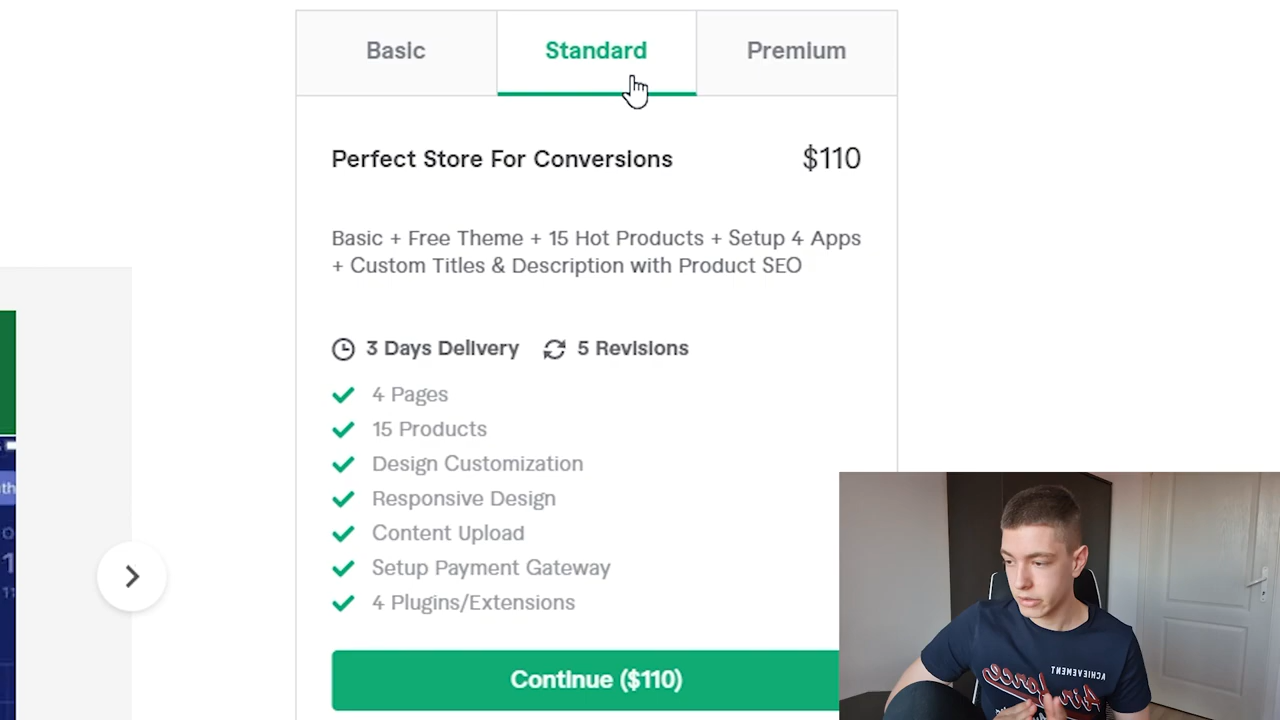 Basic
Standard
Premium
Perfect Store For Conversions
$110
Basic + Free Theme + 15 Hot Products + Setup 4 Apps
+ Custom Titles & Description with Product SEO
3 Days Delivery
5 Revisions
4 Pages
15 Products
Design Customization
Responsive Design
Content Upload
Setup Payment Gateway
4 Plugins/Extensions
Continue ($110)
ACHIEVEMENT